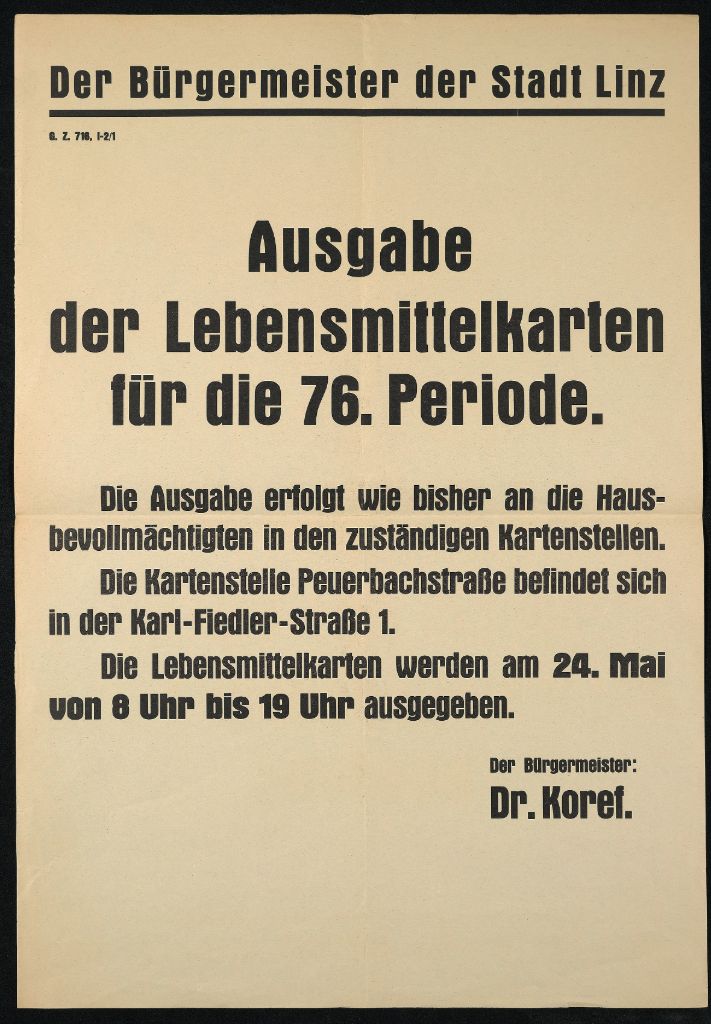 Der Bürgermeister der Stadt Linz
G. Z. 716, I-2/1
Ausgabe
der Lebensmittelkarten
für die 76. Periode.
Die Ausgabe erfolgt wie bisher an die Haus-
bevollmächtigten in den zuständigen Kartenstellen.
Die Kartenstelle Peuerbachstraße befindet sich
in der Karl-Fiedler-Straße 1.
Die Lebensmittelkarten werden am 24. Mai
von 8 Uhr bis 19 Uhr ausgegeben.
Der Bürgermeister:
Dr. Koref.